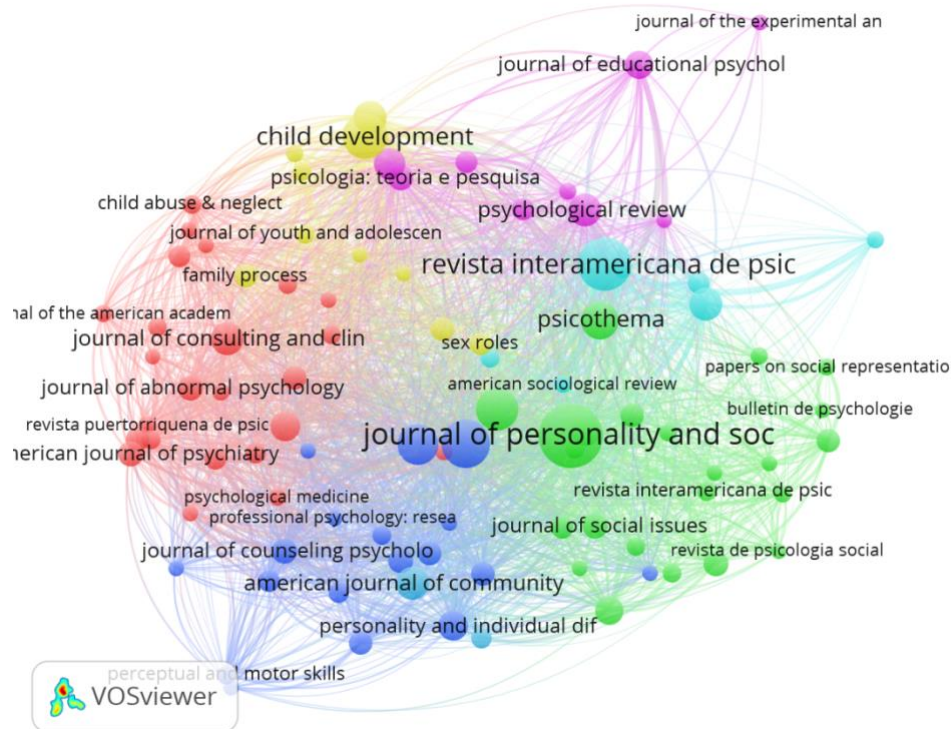 journal of the experimental an
journal of educational psychol
child development
psicologia: teoria e pesquisa
child abuse & neglect
psychological review
journal of youth and adolescen
revista interamericana de psic
family process
nal of the american academ
psicothema
journal of consulting and clin
sex roles
papers on social representatio
journal of abnormal psychology
american sociological review
bulletin de psychologie
revista puertorriquena de psic
journal of personality and soc
merican journal of psychiatry
psychological medicine
revista interamericana de psic
professional psychology: resea
journal of social issues
journal of counseling psycholo
revista de psicologia social
american journal of community
personality and individual dif
perceptual and motor skills
VOSviewer